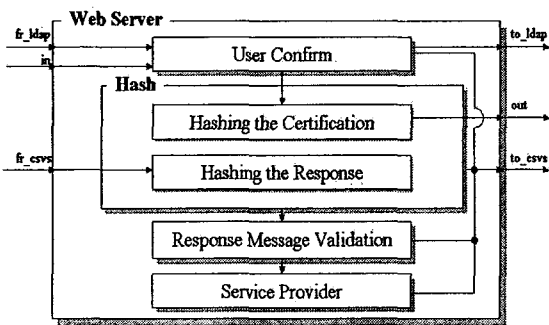 Web Server
fr_ldap
to_ldap
in
User Confirm
Hash
Hashing the Certification
out
fr_csvs
Hashing the Response
to_csvs
Response Message Validation
Service Provider